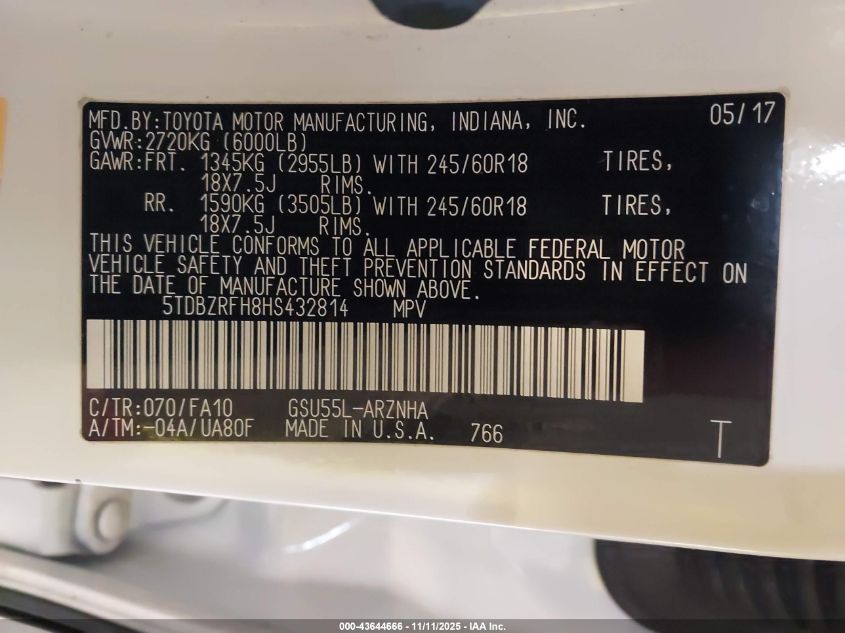 MFD.BY:TOYOTA MOTOR MANUFACTURING, INDIANA, INC. 05/17
GVWR:2720KG (6000LB)
GAWR:FRT. 1345KG (2955LB) WITH 245/60R18 TIRES,
18X7.5J RIMS.
RR. 1590KG (3505LB) WITH 245/60R18 TIRES,
18X7.5J RIMS.
THIS VEHICLE CONFORMS TO ALL APPLICABLE FEDERAL MOTOR
VEHICLE SAFETY AND THEFT PREVENTION STANDARDS IN EFFECT ON
THE DATE OF MANUFACTURE SHOWN ABOVE.
5TDBZRFH8HS432814 MPV
C/TR:070/FA10 GSU55L-ARZNHA
A/TM:-04A/UA80F MADE IN U.S.A. 766 T
000-43644666 - 11/11/2025 - IAA Inc.